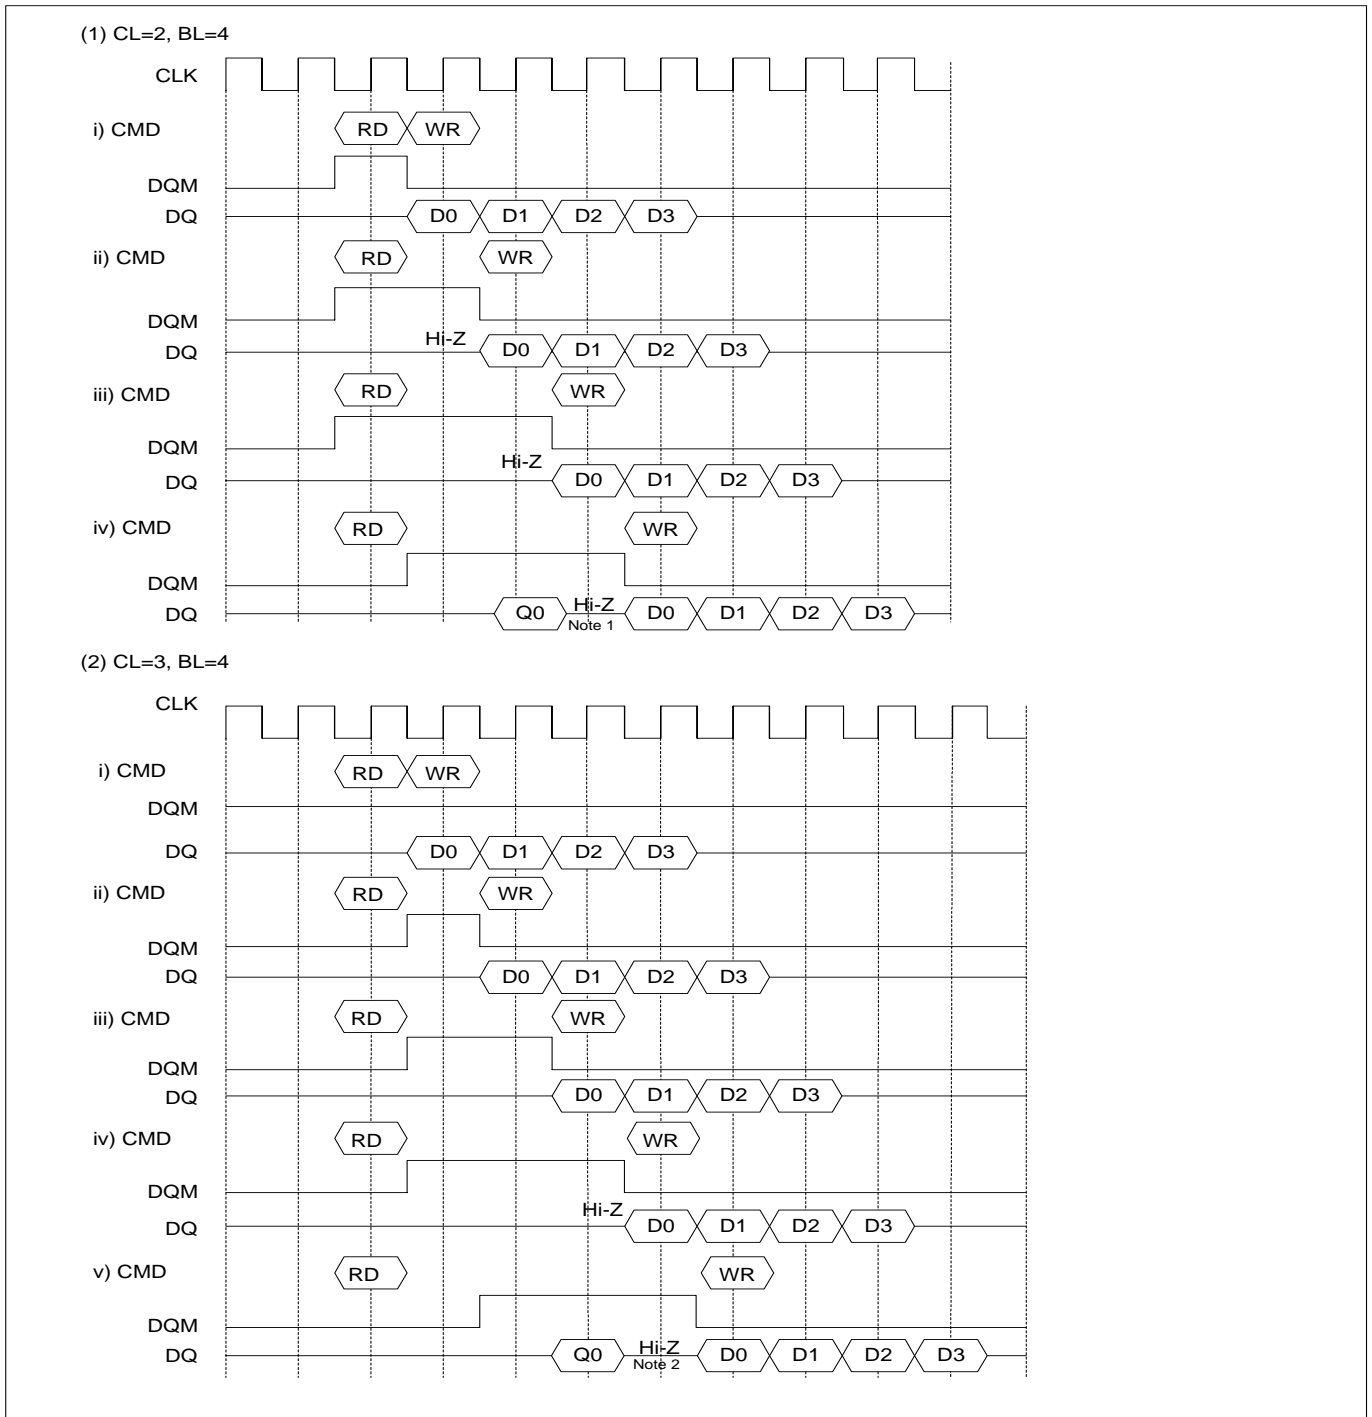 (1) CL=2, BL=4
CLK
i) CMD RD WR
DQM
DQ D0 D1 D2 D3
ii) CMD RD WR
DQM
DQ Hi-Z D0 D1 D2 D3
iii) CMD RD WR
DQM
DQ Hi-Z D0 D1 D2 D3
iv) CMD RD WR
DQM
DQ Q0 Hi-Z D0 D1 D2 D3
Note 1
(2) CL=3, BL=4
CLK
i) CMD RD WR
DQM
DQ D0 D1 D2 D3
ii) CMD RD WR
DQM
DQ D0 D1 D2 D3
iii) CMD RD WR
DQM
DQ D0 D1 D2 D3
iv) CMD RD WR
DQM
DQ Hi-Z D0 D1 D2 D3
v) CMD RD WR
DQM
DQ Q0 Hi-Z D0 D1 D2 D3
Note 2